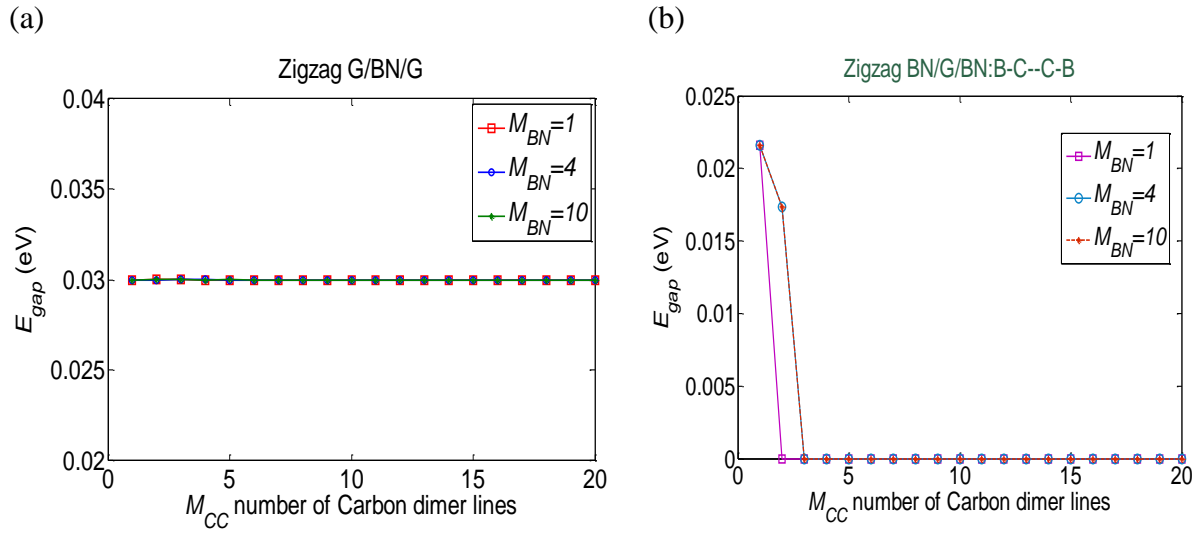 (a)
Zigzag G/BN/G
0.04
0.035
0.03
0.025
0.02
E_gap (eV)
M_BN=1
M_BN=4
M_BN=10
0 5 10 15 20
M_CC number of Carbon dimer lines
(b)
Zigzag BN/G/BN:B-C--C-B
0.025
0.02
0.015
0.01
0.005
0
E_gap (eV)
M_BN=1
M_BN=4
M_BN=10
0 5 10 15 20
M_CC number of Carbon dimer lines